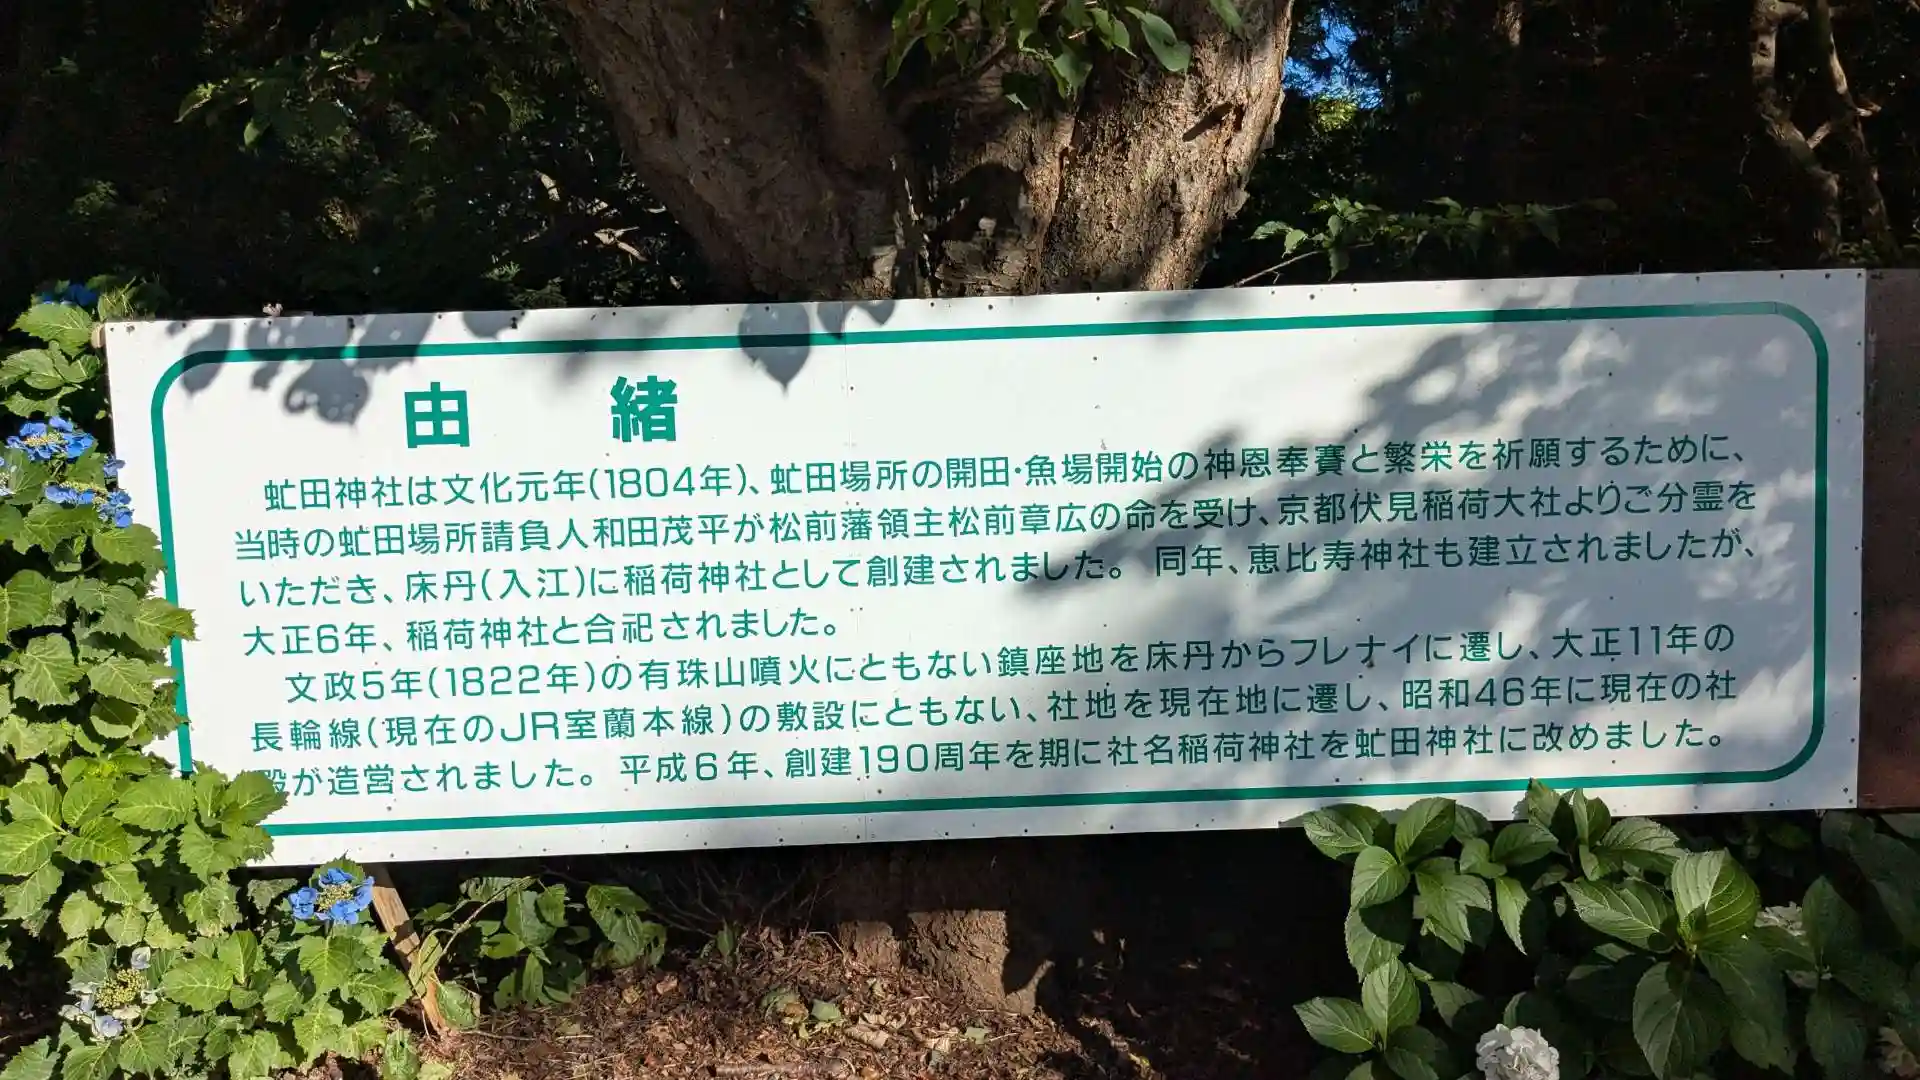 由緒
虻田神社は文化元年(1804年)、虻田場所の開田・魚場開始の神恩奉賽と繁栄を祈願するために、
当時の虻田場所請負人和田茂平が松前藩領主松前章広の命を受け、京都伏見稲荷大社よりご分霊を
いただき、床丹(入江)に稲荷神社として創建されました。同年、恵比寿神社も建立されましたが、
大正6年、稲荷神社と合祀されました。
文政5年(1822年)の有珠山噴火にともない鎮座地を床丹からフレナイに遷し、大正11年の
長輪線(現在のJR室蘭本線)の敷設にともない、社地を現在地に遷し、昭和46年に現在の社
殿が造営されました。平成6年、創建190周年を期に社名稲荷神社を虻田神社に改めました。